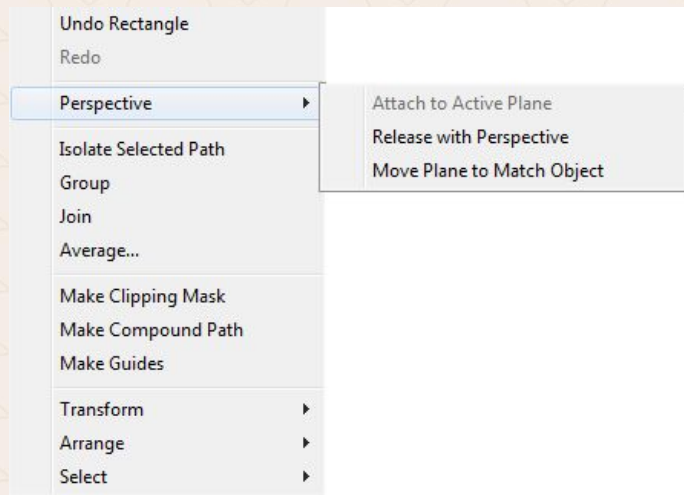 Undo Rectangle
Redo
Perspective
Attach to Active Plane
Release with Perspective
Move Plane to Match Object
Isolate Selected Path
Group
Join
Average...
Make Clipping Mask
Make Compound Path
Make Guides
Transform
Arrange
Select